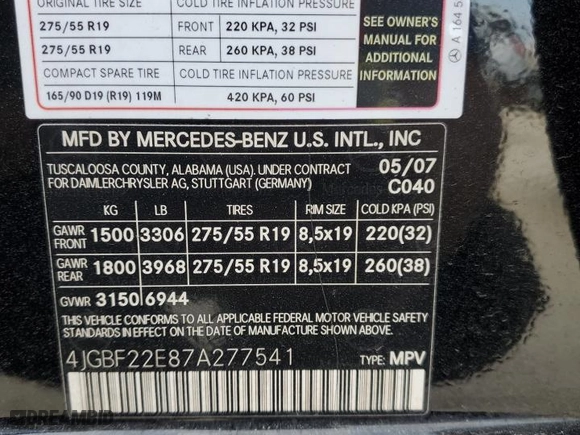 ORIGINAL TIRE SIZE COLD TIRE INFLATION PRESSURE
275/55 R19 FRONT 220 KPA, 32 PSI
275/55 R19 REAR 260 KPA, 38 PSI
COMPACT SPARE TIRE COLD TIRE INFLATION PRESSURE
165/90 D19 (R19) 119M 420 KPA, 60 PSI
SEE OWNER'S
MANUAL FOR
ADDITIONAL
INFORMATION
A 164 5
MFD BY MERCEDES-BENZ U.S. INTL., INC
TUSCALOOSA COUNTY, ALABAMA (USA). UNDER CONTRACT 05/07
FOR DAIMLERCHRYSLER AG, STUTTGART (GERMANY) C040
KG LB TIRES RIM SIZE COLD KPA (PSI)
GAWR FRONT 1500 3306 275/55 R19 8,5x19 220(32)
GAWR REAR 1800 3968 275/55 R19 8,5x19 260(38)
GVWR 3150 6944
THIS VEHICLE CONFORMS TO ALL APPLICABLE FEDERAL MOTOR VEHICLE SAFETY
STANDARDS IN EFFECT ON THE DATE OF MANUFACTURE SHOWN ABOVE.
4JGBF22E87A277541 TYPE: MPV
DREAMBID